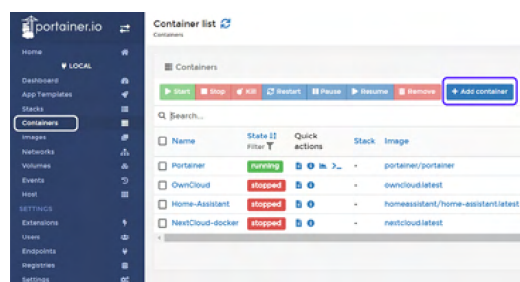 portainer.io
Home
LOCAL
Dashboard
App Templates
Stacks
Containers
Images
Networks
Volumes
Events
Host
SETTINGS
Extensions
Users
Endpoints
Registries
Settings
Container list
Containers
Containers
Start Stop Kill Restart Pause Resume Remove + Add container
Search...
Name State Filter Quick actions Stack Image
Portainer running - portainer/portainer
OwnCloud stopped - owncloud:latest
Home-Assistant stopped - homeassistant/home-assistant:latest
NextCloud-docker stopped - nextcloud:latest